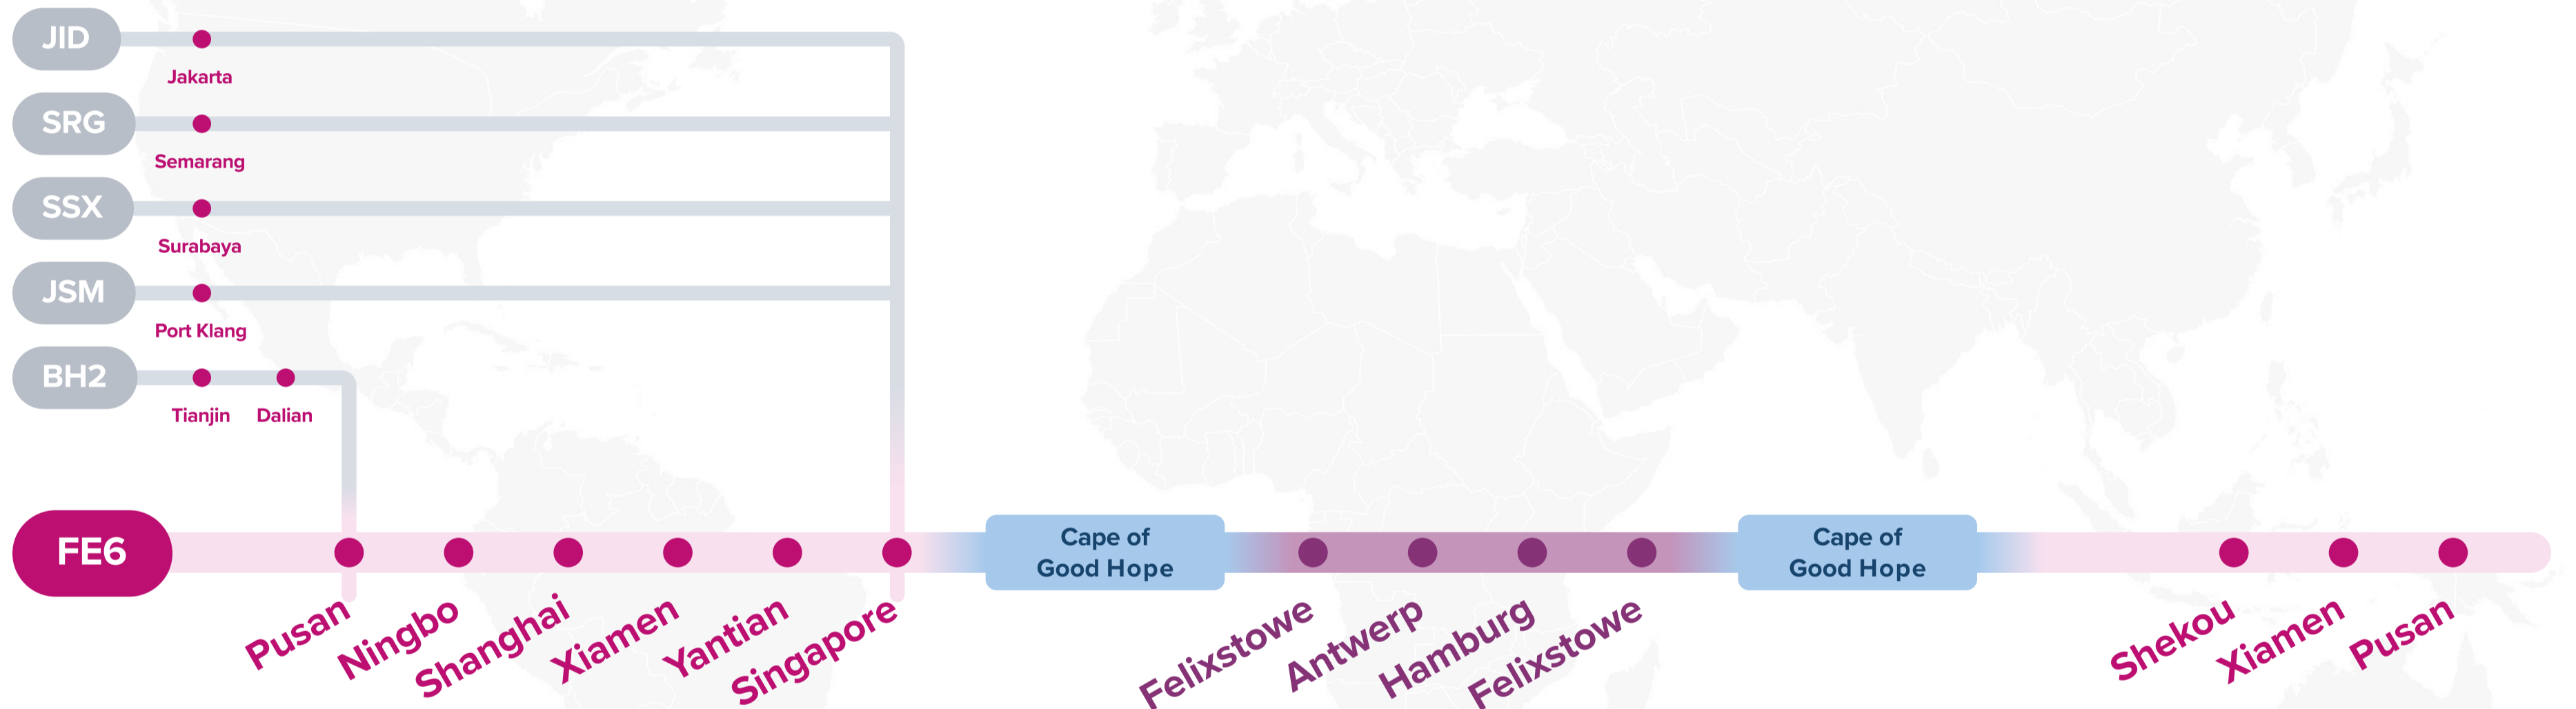 JID
Jakarta
SRG
Semarang
SSX
Surabaya
JSM
Port Klang
BH2
Tianjin
Dalian
FE6
Cape of
Good Hope
Cape of
Good Hope
Pusan
Ningbo
Shanghai
Xiamen
Yantian
Singapore
Felixstowe
Antwerp
Hamburg
Felixstowe
Shekou
Xiamen
Pusan